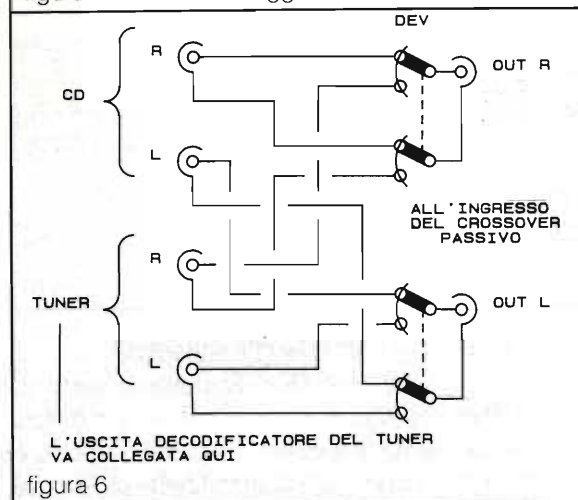 DEV
R
OUT R
CD
L
ALL'INGRESSO
DEL CROSSOVER
PASSIVO
R
TUNER
OUT L
L
L'USCITA DECODIFICATORE DEL TUNER
VA COLLEGATA QUI
figura 6